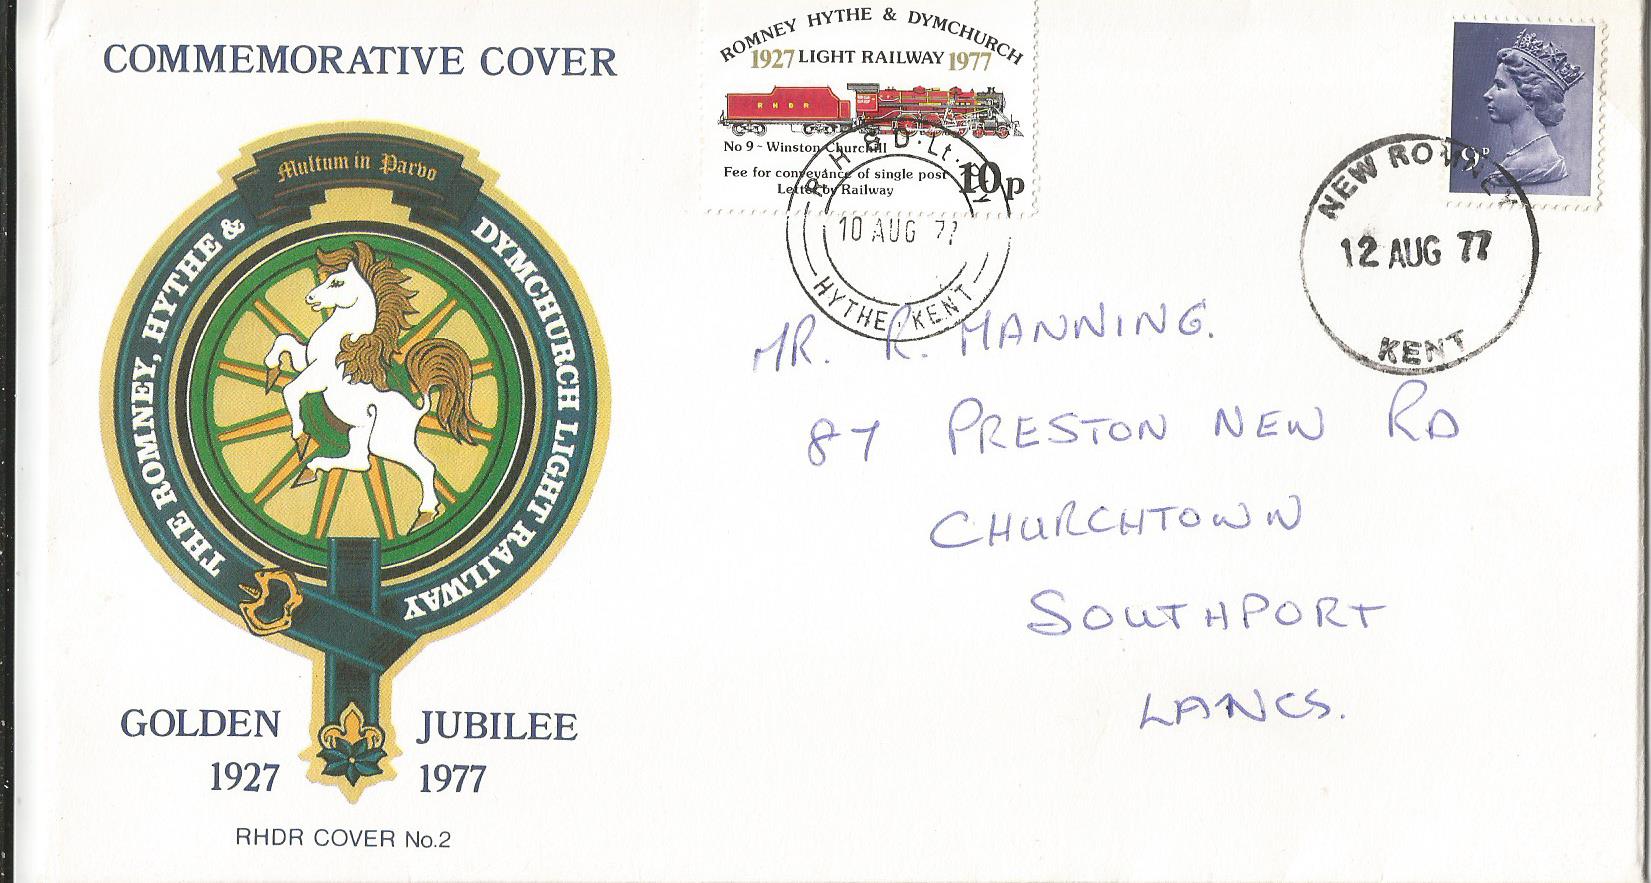 COMMEMORATIVE COVER
Multum in Parvo
THE ROMNEY, HYTHE &
DYMCHURCH LIGHT RAILWAY
GOLDEN JUBILEE
1927 1977
RHDR COVER No.2
ROMNEY HYTHE & DYMCHURCH
1927 LIGHT RAILWAY 1977
R H D R
No 9 - Winston Churchill
Fee for conveyance of single post
Letter by Railway
10p
R H & D. Lt. Rly
10 AUG 77
HYTHE. KENT
9P
NEW ROMNEY
12 AUG 77
KENT
MR. R. MANNING.
87 PRESTON NEW RD
CHURCHTOWN
SOUTHPORT
LANCS.